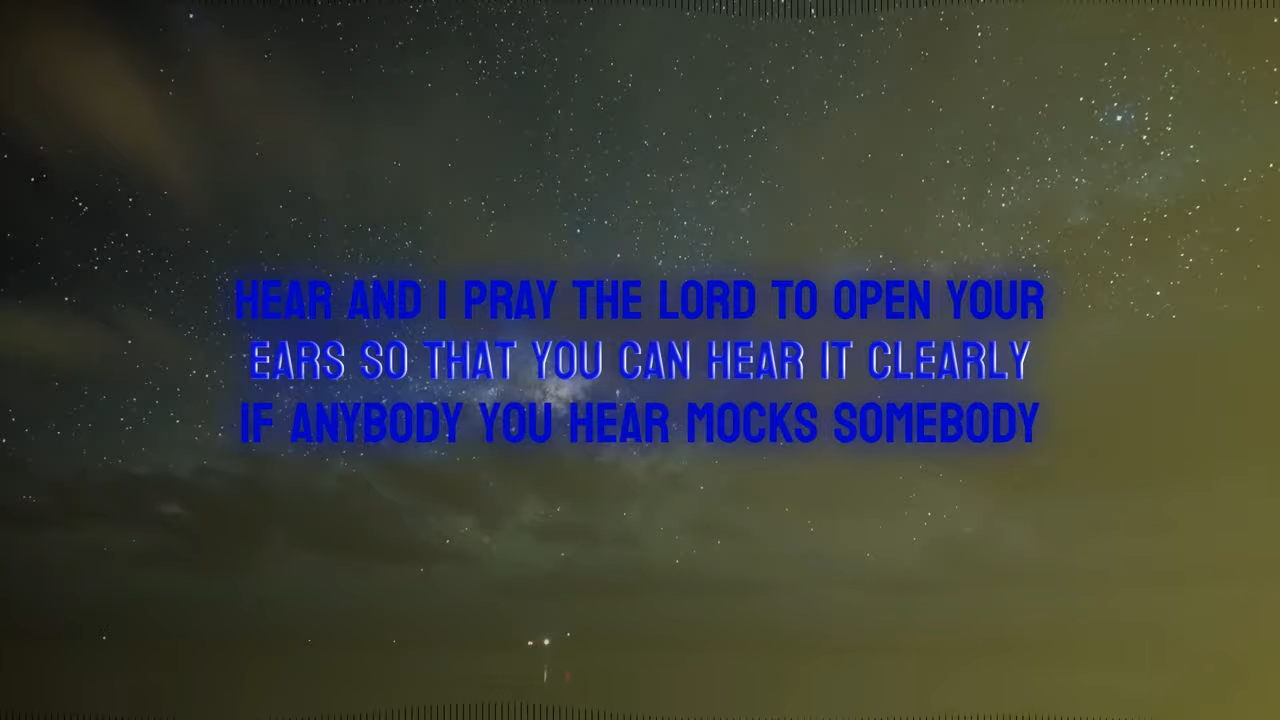 HEAR AND I PRAY THE LORD TO OPEN YOUR
EARS SO THAT YOU CAN HEAR IT CLEARLY
IF ANYBODY YOU HEAR MOCKS SOMEBODY